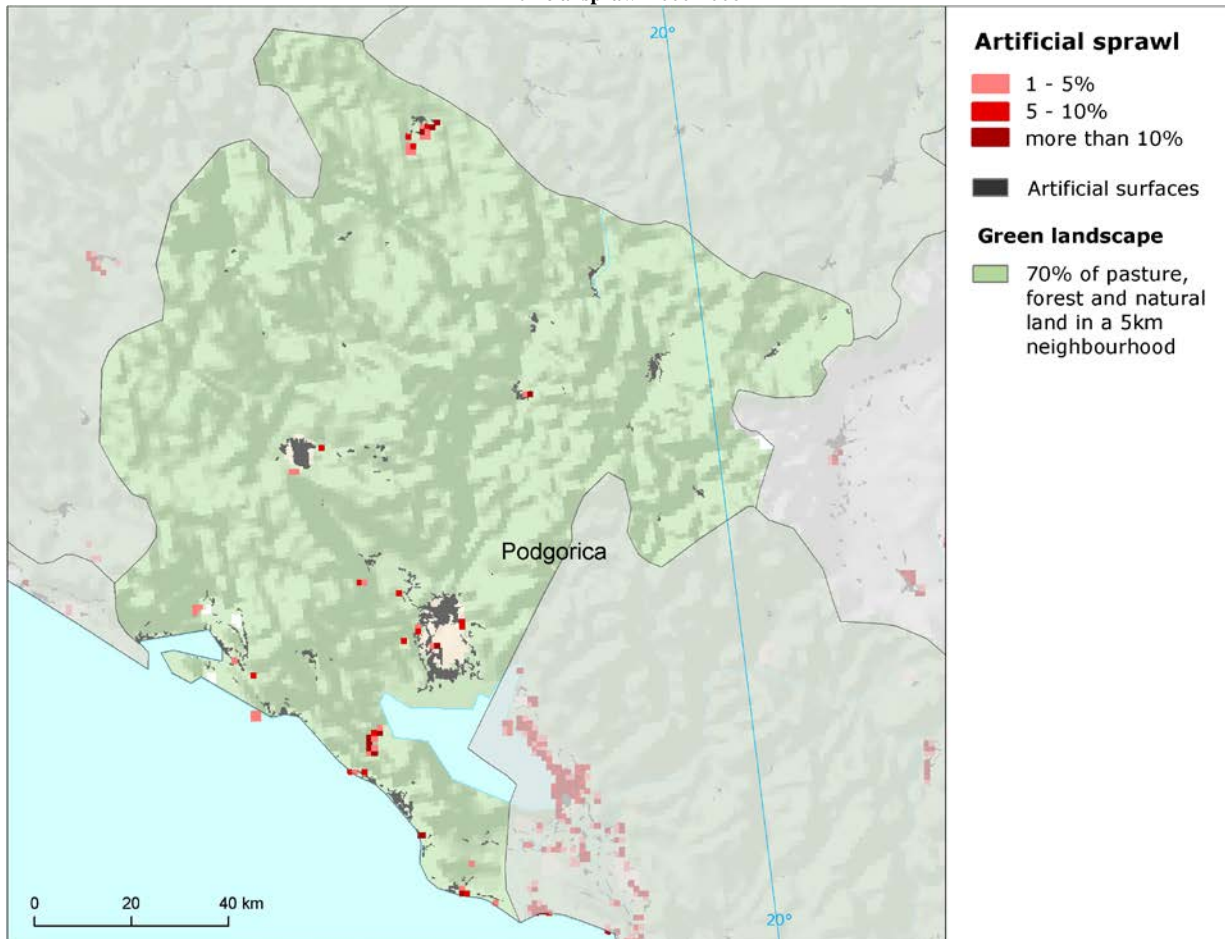 20°
Artificial sprawl
1 - 5%
5 - 10%
more than 10%
Artificial surfaces
Green landscape
70% of pasture,
forest and natural
land in a 5km
neighbourhood
Podgorica
0 20 40 km
20°